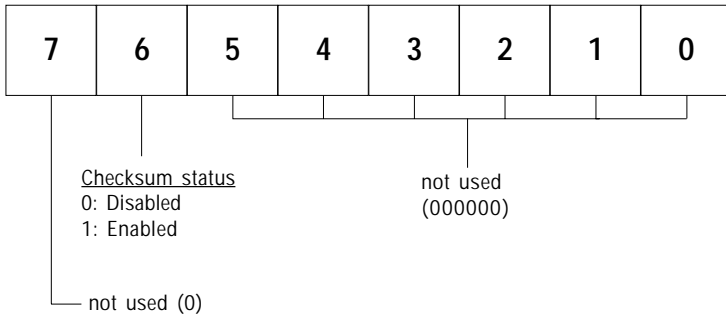 7 6 5 4 3 2 1 0
Checksum status
0: Disabled
1: Enabled
not used
(000000)
not used (0)